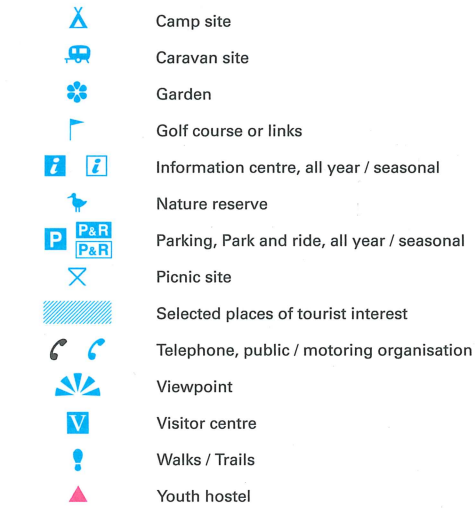 Camp site
Caravan site
Garden
Golf course or links
i i Information centre, all year / seasonal
Nature reserve
P P&R P&R Parking, Park and ride, all year / seasonal
Picnic site
Selected places of tourist interest
Telephone, public / motoring organisation
Viewpoint
V Visitor centre
Walks / Trails
Youth hostel